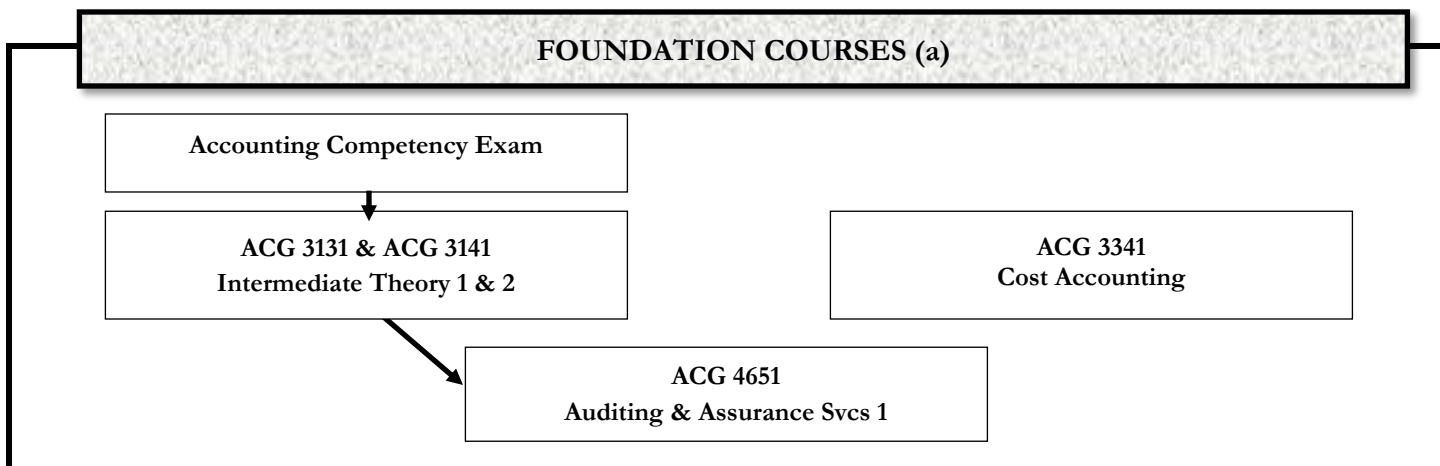 FOUNDATION COURSES (a)
Accounting Competency Exam
ACG 3131 & ACG 3141
Intermediate Theory 1 & 2
ACG 3341
Cost Accounting
ACG 4651
Auditing & Assurance Svcs 1